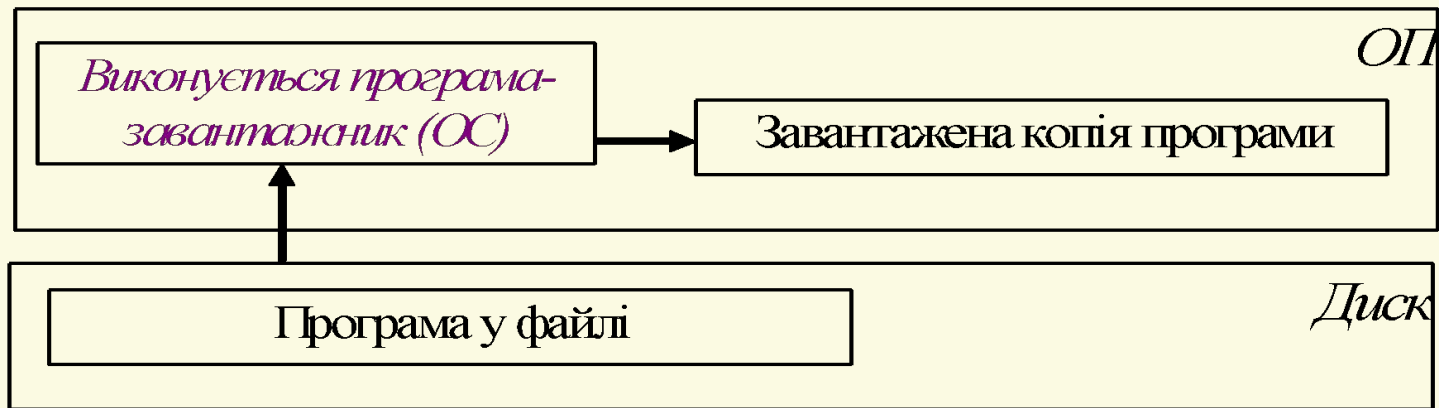 ОП
Виконується програма-
завантажник (ОС)
Завантажена копія програми
Диск
Програма у файлі